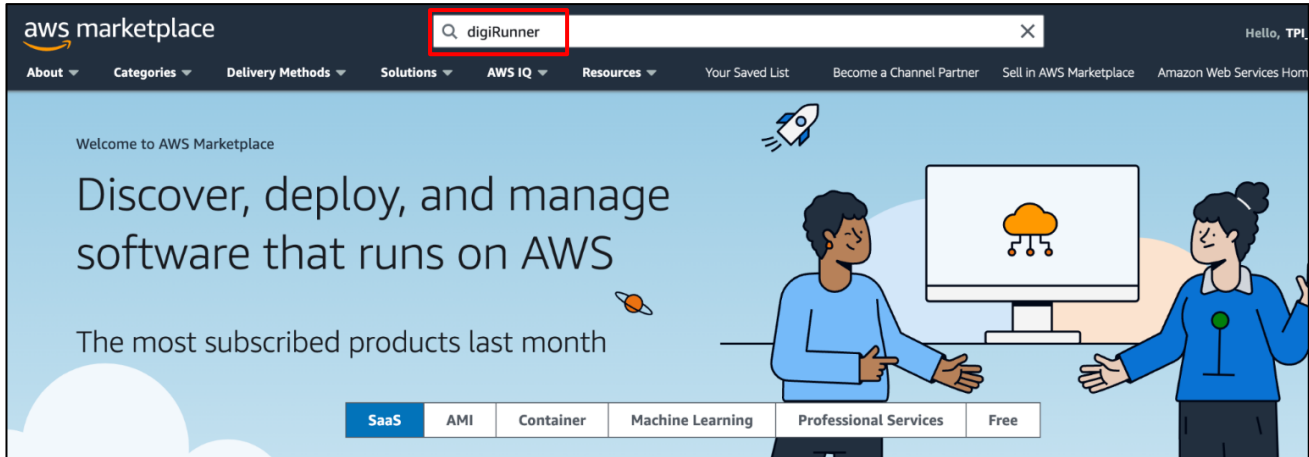 aws marketplace
digiRunner
Hello, TPI_
About
Categories
Delivery Methods
Solutions
AWS IQ
Resources
Your Saved List
Become a Channel Partner
Sell in AWS Marketplace
Amazon Web Services Hom
Welcome to AWS Marketplace
Discover, deploy, and manage
software that runs on AWS
The most subscribed products last month
SaaS
AMI
Container
Machine Learning
Professional Services
Free